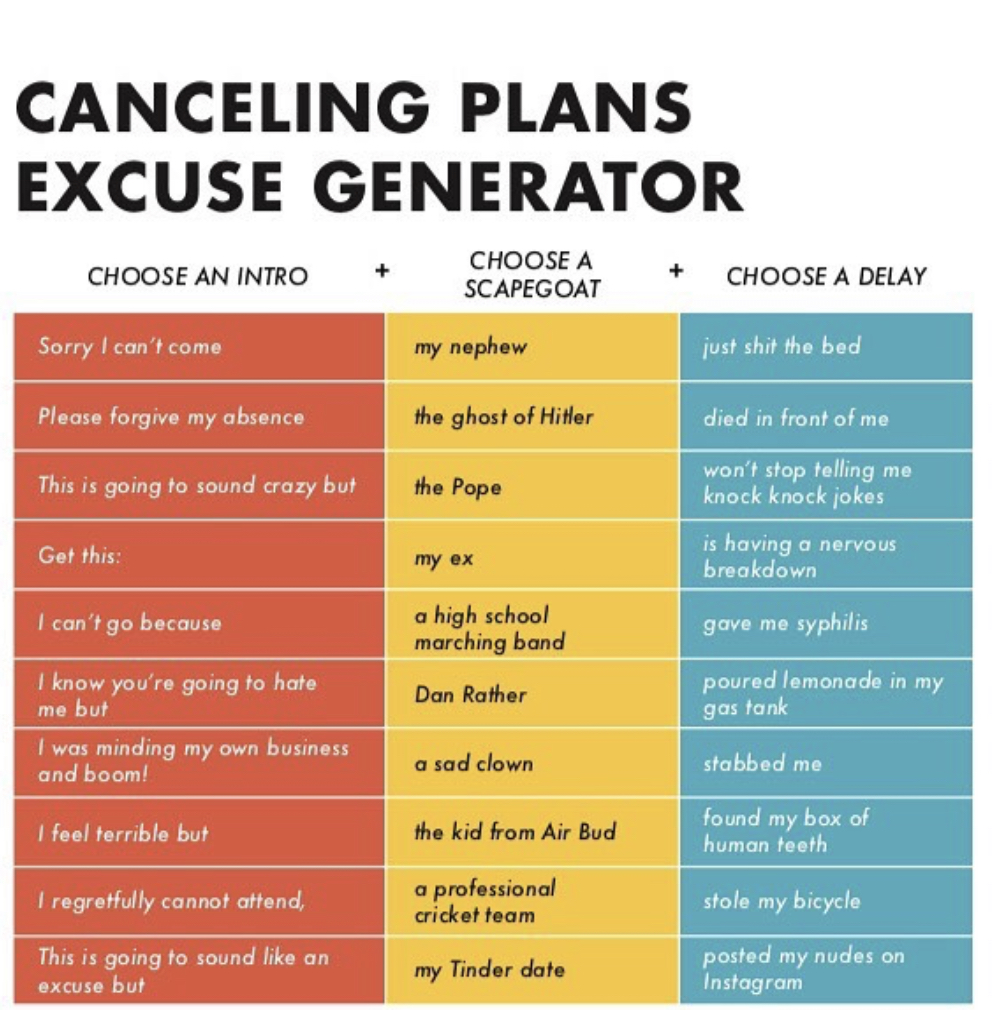 CANCELING PLANS
EXCUSE GENERATOR
CHOOSE AN INTRO + CHOOSE A
SCAPEGOAT + CHOOSE A DELAY
Sorry I can't come
my nephew
just shit the bed
Please forgive my absence
the ghost of Hitler
died in front of me
This is going to sound crazy but
the Pope
won't stop telling me
knock knock jokes
Get this:
my ex
is having a nervous
breakdown
I can't go because
a high school
marching band
gave me syphilis
I know you're going to hate
me but
Dan Rather
poured lemonade in my
gas tank
I was minding my own business
and boom!
a sad clown
stabbed me
I feel terrible but
the kid from Air Bud
found my box of
human teeth
I regretfully cannot attend,
a professional
cricket team
stole my bicycle
This is going to sound like an
excuse but
my Tinder date
posted my nudes on
Instagram